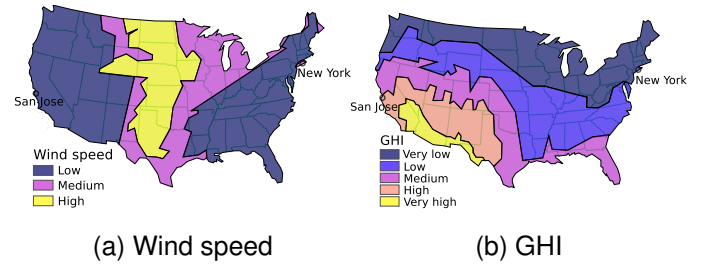 New York
San Jose
Wind speed
Low
Medium
High
(a) Wind speed
New York
San Jose
GHI
Very low
Low
Medium
High
Very high
(b) GHI